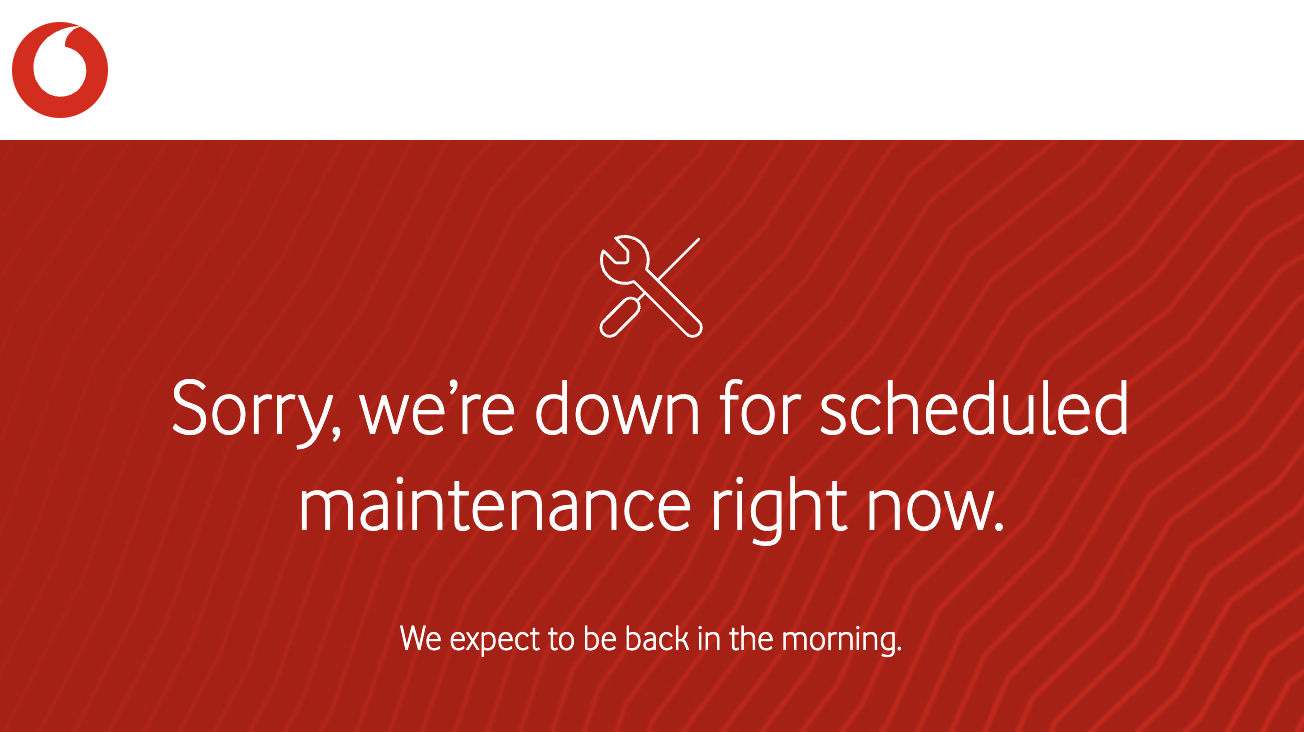 Sorry, we’re down for scheduled
maintenance right now.
We expect to be back in the morning.